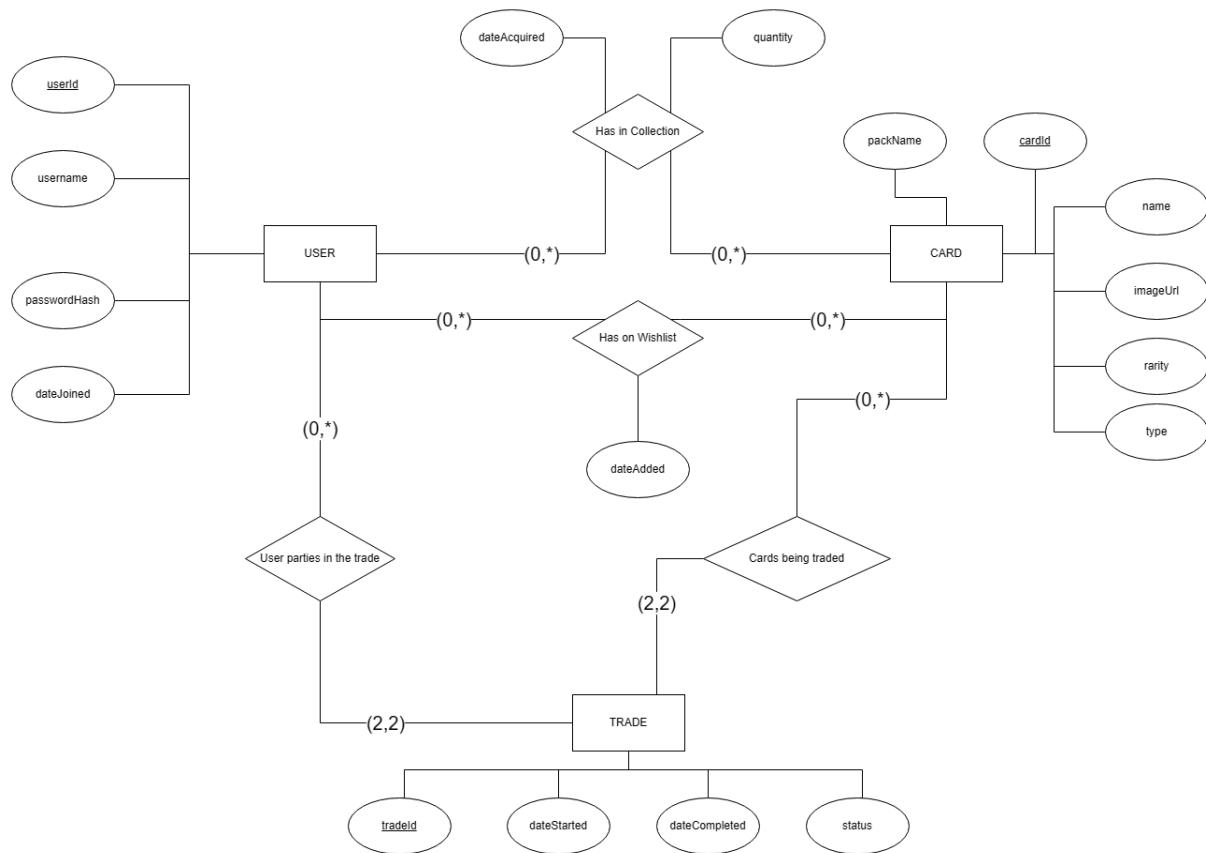 dateAcquired
quantity
userId
Has in Collection
packName
cardId
username
name
USER
(0,*)
(0,*)
CARD
passwordHash
imageUrl
(0,*)
Has on Wishlist
(0,*)
rarity
dateJoined
(0,*)
(0,*)
type
dateAdded
User parties in the trade
Cards being traded
(2,2)
(2,2)
TRADE
tradeId
dateStarted
dateCompleted
status